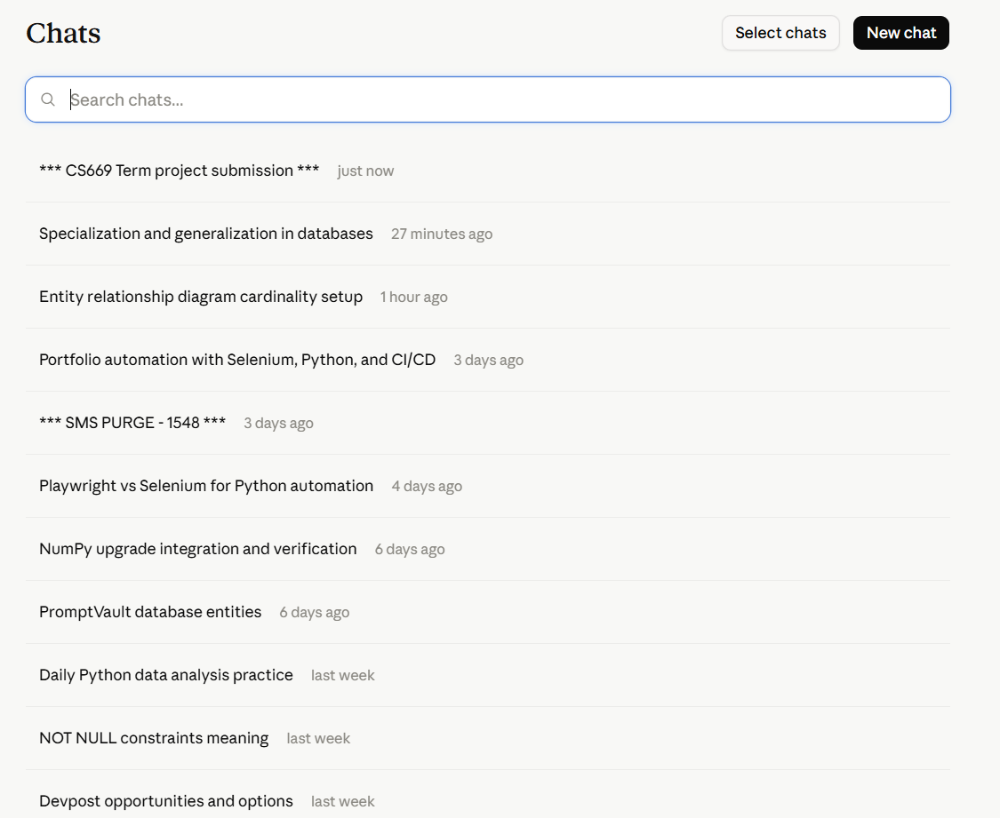 Chats
Select chats
New chat
Search chats...
*** CS669 Term project submission *** just now
Specialization and generalization in databases 27 minutes ago
Entity relationship diagram cardinality setup 1 hour ago
Portfolio automation with Selenium, Python, and CI/CD 3 days ago
*** SMS PURGE - 1548 *** 3 days ago
Playwright vs Selenium for Python automation 4 days ago
NumPy upgrade integration and verification 6 days ago
PromptVault database entities 6 days ago
Daily Python data analysis practice last week
NOT NULL constraints meaning last week
Devpost opportunities and options last week